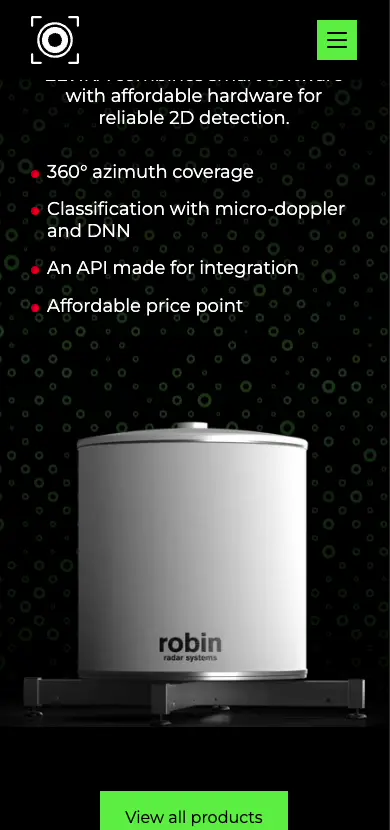 with affordable hardware for
reliable 2D detection.
360º azimuth coverage
Classification with micro-doppler
and DNN
An API made for integration
Affordable price point
robin
radar systems
View all products